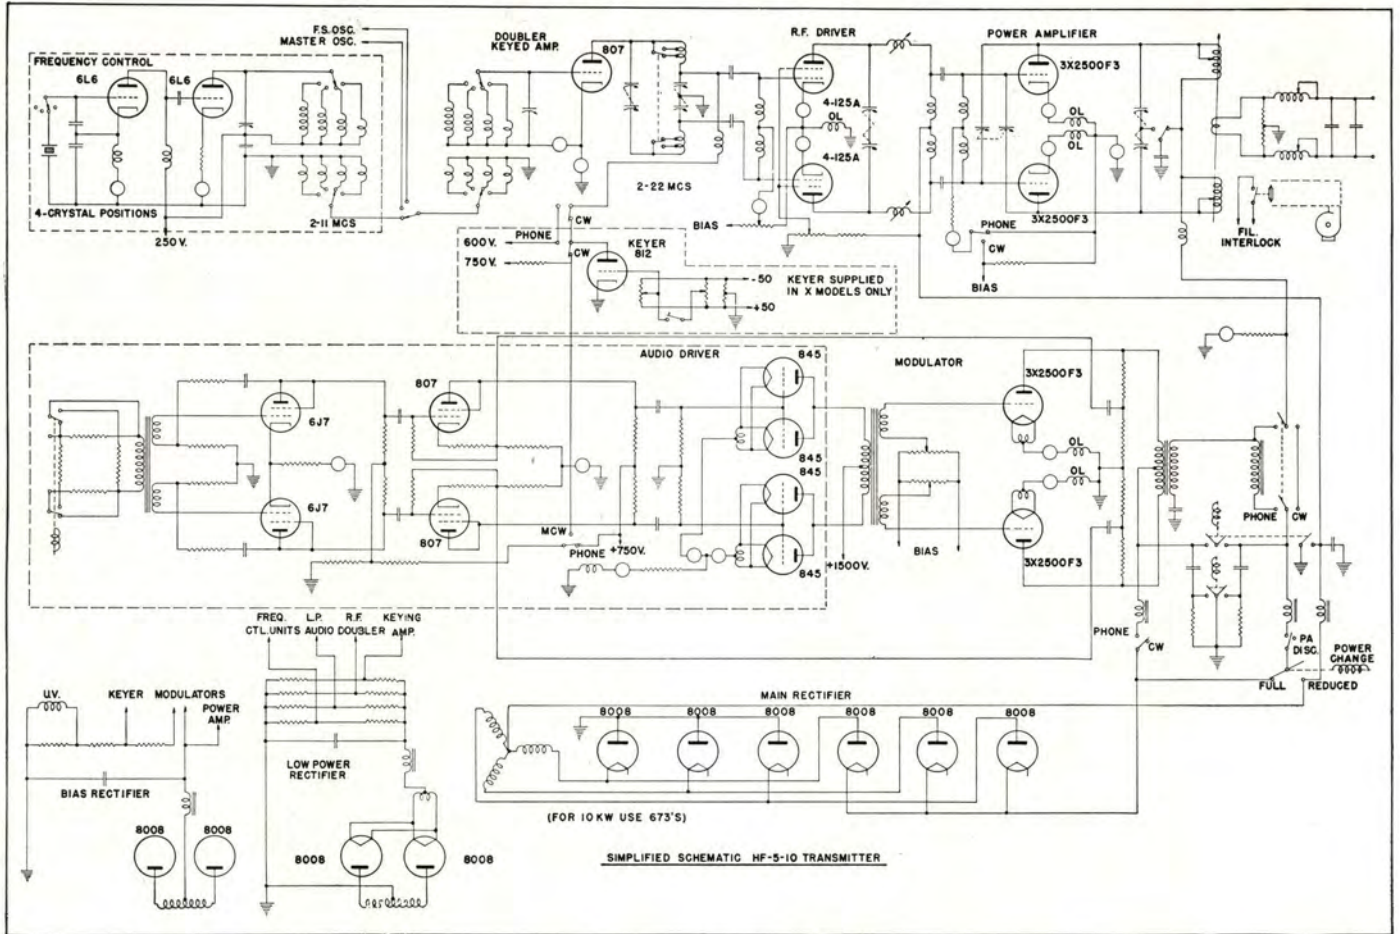 F.S. OSC.
MASTER OSC.
FREQUENCY CONTROL
6L6
6L6
4-CRYSTAL POSITIONS
250 V.
2-11 MCS
DOUBLER
KEYED AMP.
807
2-22 MCS
R.F. DRIVER
4-125A
OL
4-125A
BIAS
POWER AMPLIFIER
3X2500F3
OL
OL
3X2500F3
PHONE
CW
BIAS
FIL.
INTERLOCK
CW
PHONE
600 V.
CW
750 V.
KEYER
812
-50
+50
KEYER SUPPLIED
IN X MODELS ONLY
AUDIO DRIVER
6J7
6J7
807
807
MCW
PHONE
+750V.
845
845
845
845
+1500V.
MODULATOR
BIAS
3X2500F3
OL
OL
3X2500F3
PHONE
CW
PHONE
CW
PA
DISC.
POWER
CHANGE
FULL
REDUCED
FREQ. L.P. R.F. KEYING
CTL. UNITS AUDIO DOUBLER AMP.
U.V.
KEYER
MODULATORS
POWER
AMP.
BIAS RECTIFIER
8008
8008
LOW POWER
RECTIFIER
8008
8008
MAIN RECTIFIER
8008
8008
8008
8008
8008
8008
(FOR 10 KW USE 673'S)
SIMPLIFIED SCHEMATIC HF-5-10 TRANSMITTER